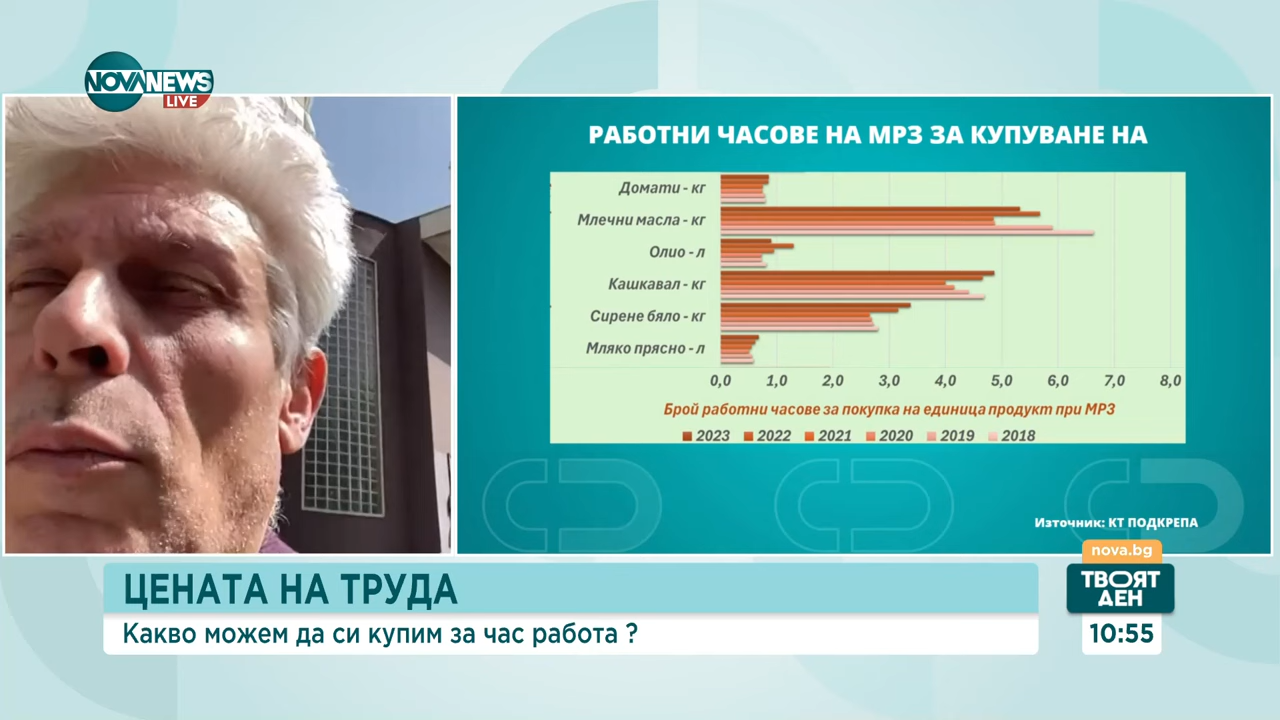 NOVA NEWS
LIVE
РАБОТНИ ЧАСОВЕ НА МРЗ ЗА КУПУВАНЕ НА
Домати - кг
Млечни масла - кг
Олио - л
Кашкавал - кг
Сирене бяло - кг
Мляко прясно - л
0,0 1,0 2,0 3,0 4,0 5,0 6,0 7,0 8,0
Брой работни часове за покупка на единица продукт при МРЗ
2023 2022 2021 2020 2019 2018
Източник: КТ ПОДКРЕПА
nova.bg
ТВОЯТ
ДЕН
10:55
ЦЕНАТА НА ТРУДА
Какво можем да си купим за час работа ?